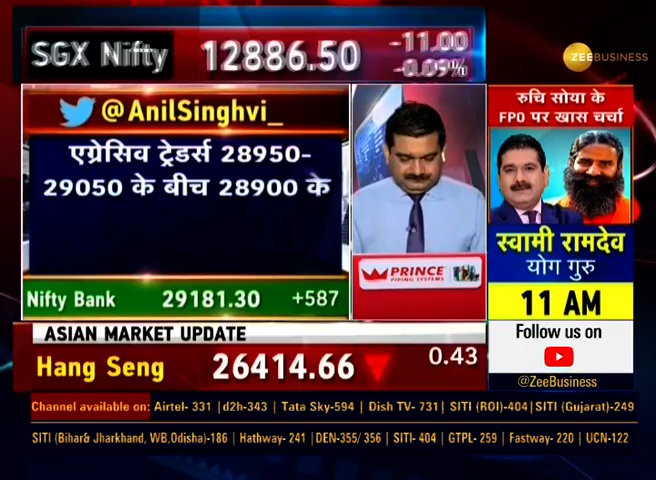 SGX Nifty 12886.50 -11.00
-0.09%
ZEE BUSINESS
@AnilSinghvi_
एग्रेसिव ट्रेडर्स 28950-
29050 के बीच 28900 के
Nifty Bank 29181.30 +587
PRINCE
PIPING SYSTEMS
रुचि सोया के
FPO पर खास चर्चा
स्वामी रामदेव
योग गुरु
11 AM
Follow us on
@ZeeBusiness
ASIAN MARKET UPDATE
Hang Seng 26414.66 0.43
Channel available on: Airtel- 331 | d2h-343 | Tata Sky-594 | Dish TV- 731| SITI (ROI)-404| SITI (Gujarat)-249
SITI (Bihar& Jharkhand, WB,Odisha)-186 | Hathway- 241 |DEN-355/ 356 | SITI- 404 | GTPL- 259 | Fastway- 220 | UCN-122